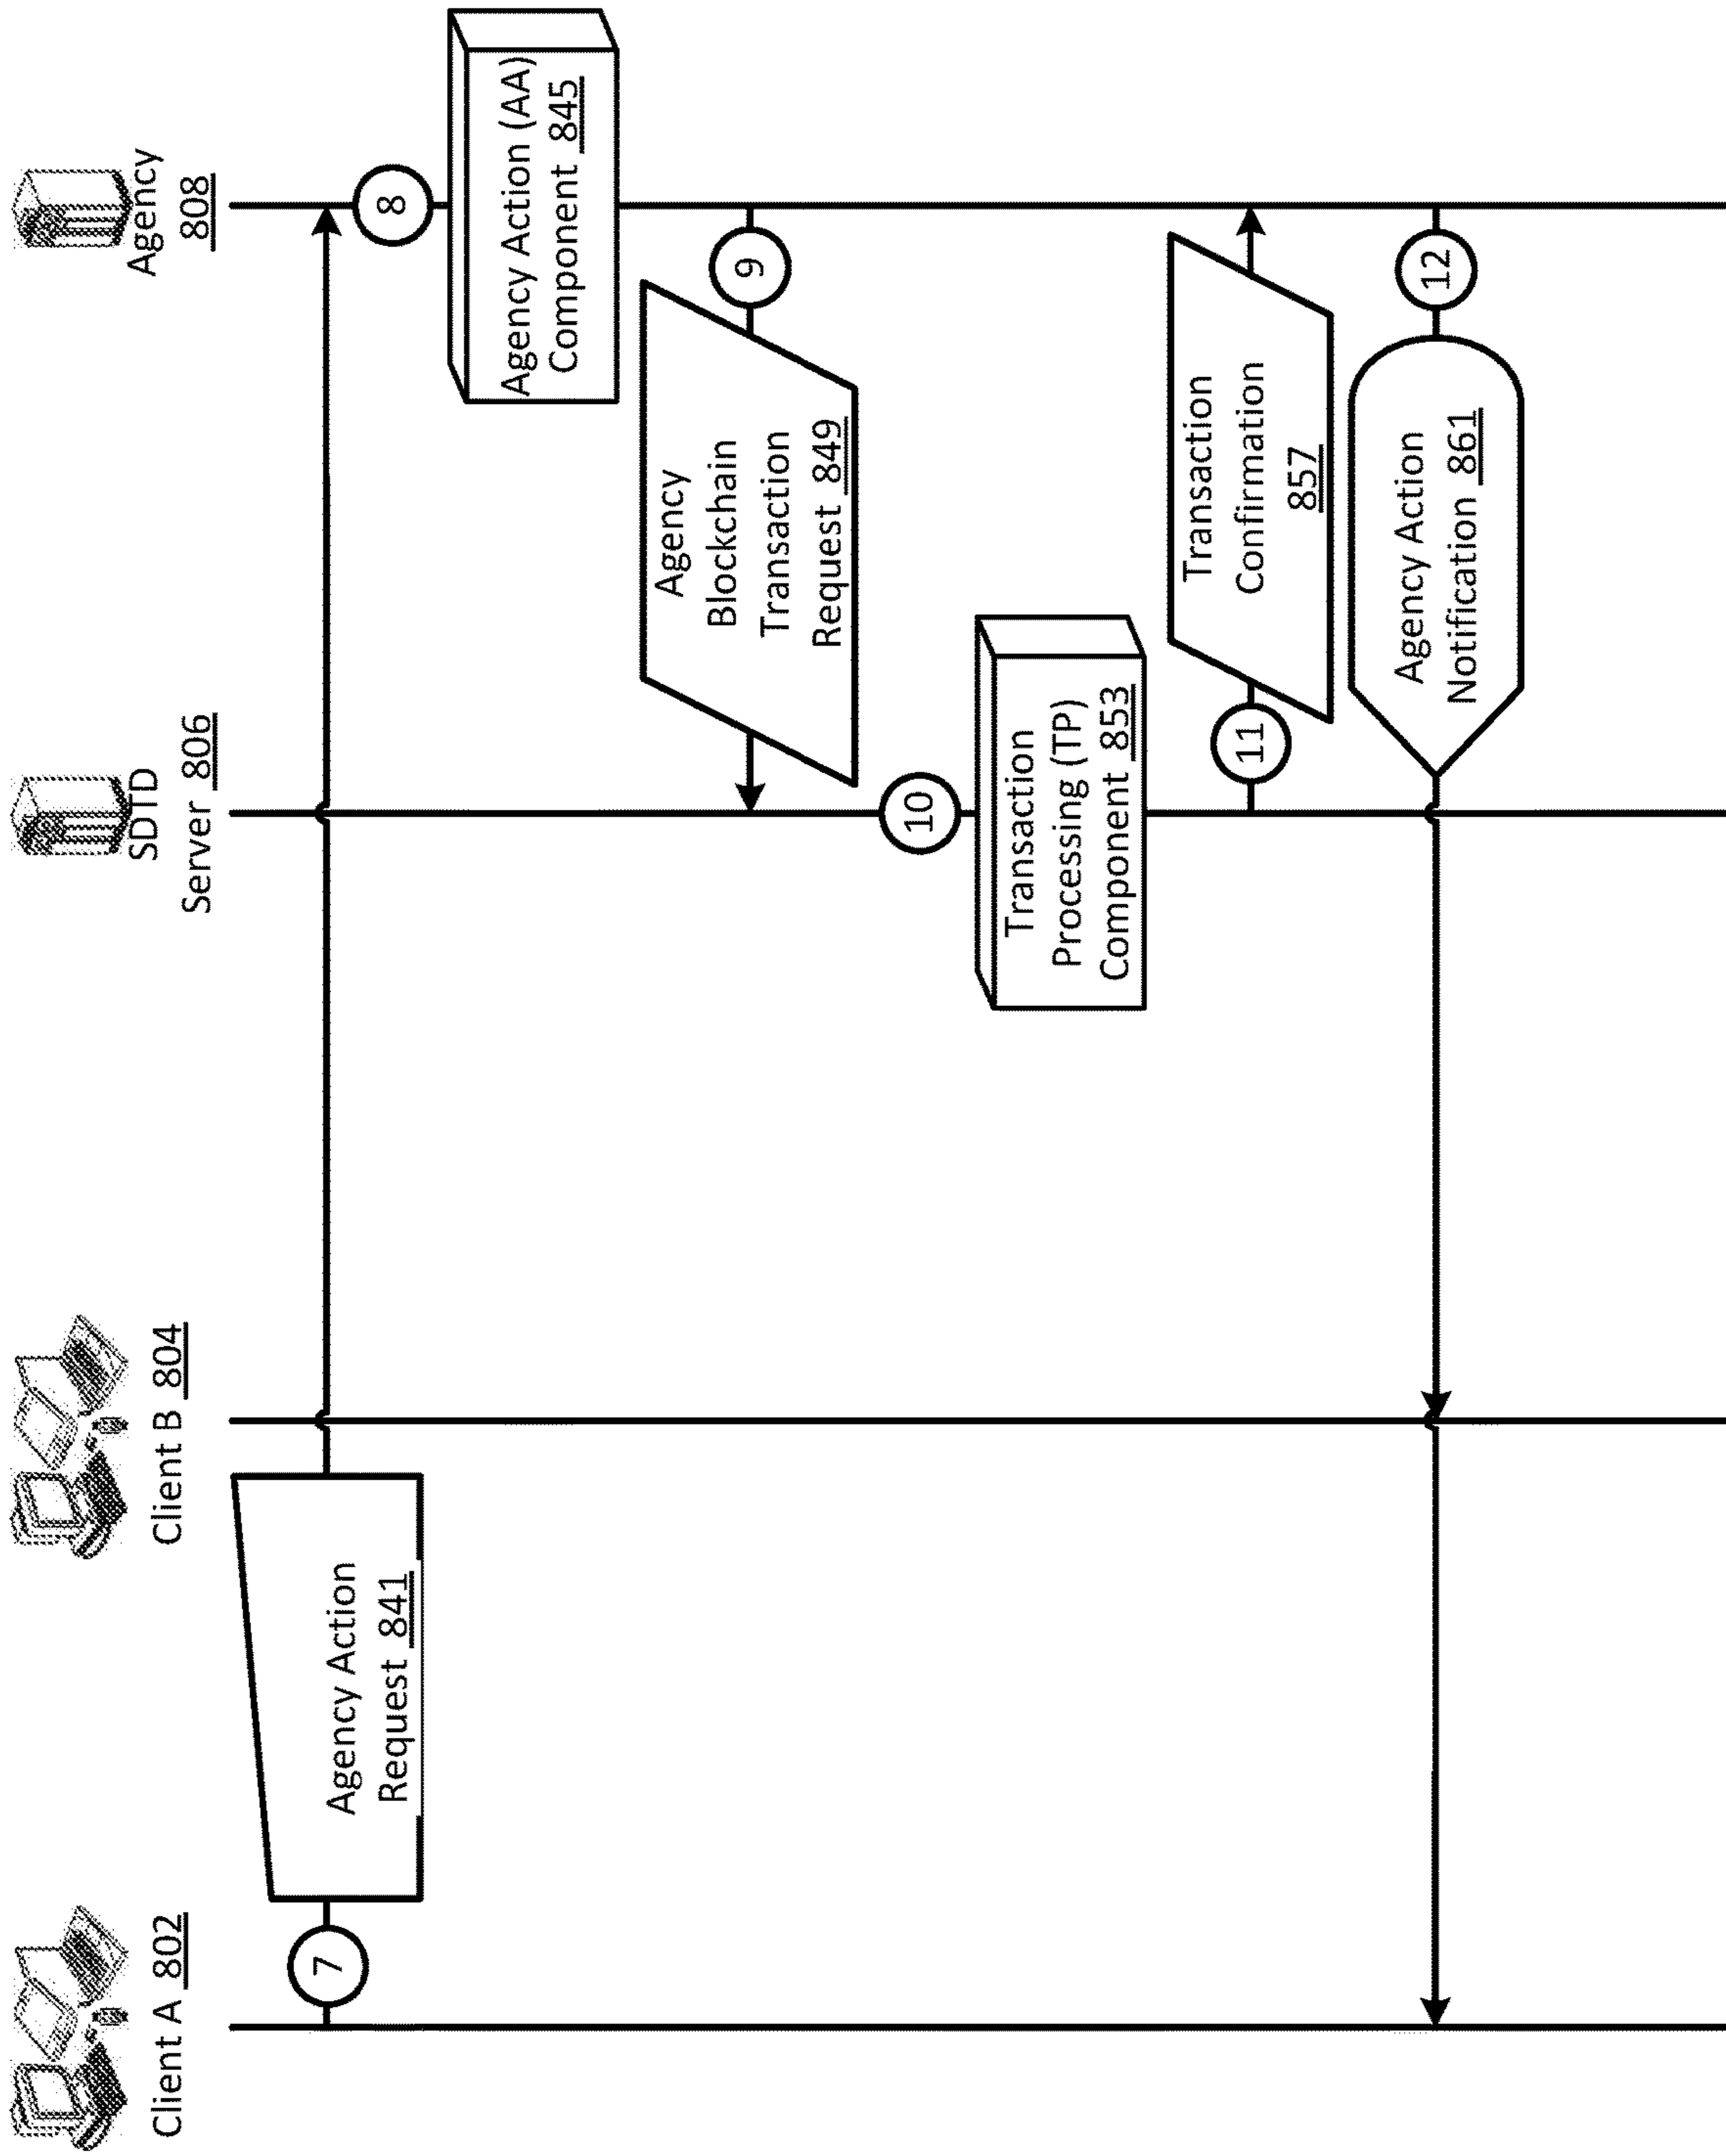 Client A 802
Client B 804
SDTD
Server 806
Agency
808
7
Agency Action
Request 841
8
Agency Action (AA)
Component 845
9
Agency
Blockchain
Transaction
Request 849
10
Transaction
Processing (TP)
Component 853
11
Transaction
Confirmation
857
12
Agency Action
Notification 861